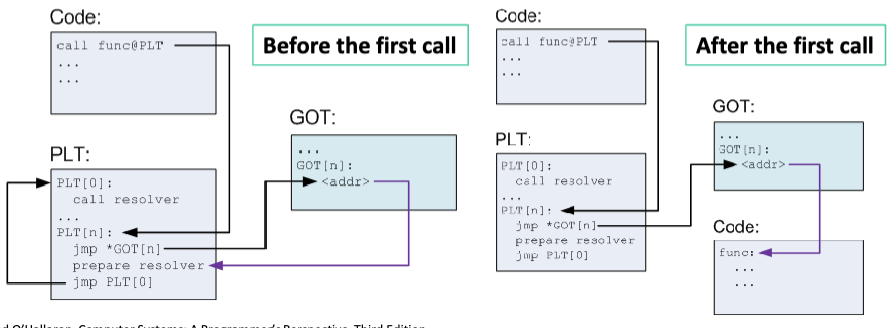 Code:
call func@PLT
...
...
Before the first call
GOT:
...
GOT[n]:
<addr>
PLT:
PLT[0]:
call resolver
...
PLT[n]:
jmp *GOT[n]
prepare resolver
jmp PLT[0]
Code:
call func@PLT
...
...
After the first call
GOT:
...
GOT[n]:
<addr>
PLT:
PLT[0]:
call resolver
...
PLT[n]:
jmp *GOT[n]
prepare resolver
jmp PLT[0]
Code:
func:
...
...
d O'Hallaron, Computer Systems: A Programmer's Perspective, Third Edition